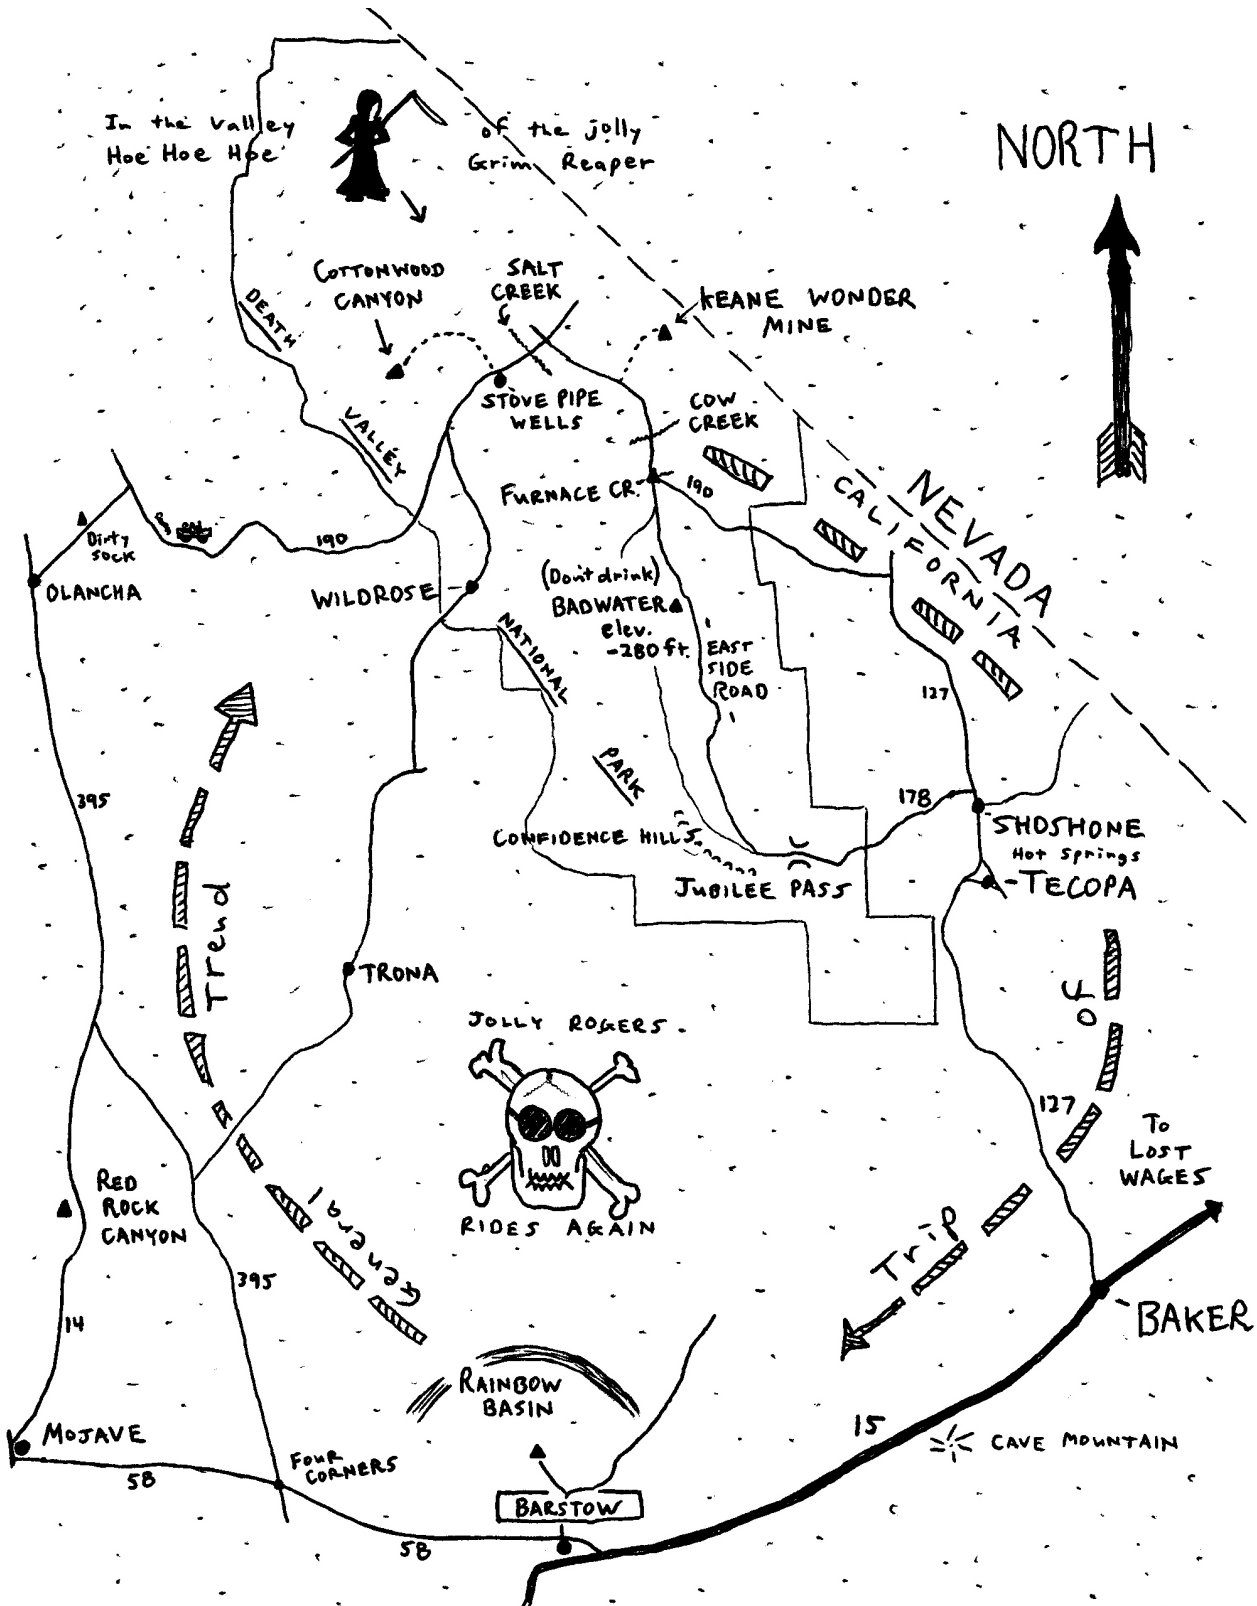 In the Valley
Hoe Hoe Hoe
of the jolly
Grim Reaper
NORTH
COTTONWOOD
CANYON
SALT
CREEK
KEANE WONDER
MINE
DEATH
VALLEY
NATIONAL
PARK
STOVE PIPE
WELLS
COW
CREEK
FURNACE CR.
190
NEVADA
CALIFORNIA
Dirty
SOCK
190
OLANCHA
WILDROSE
(Don't drink)
BADWATER
elev.
-280 ft.
EAST
SIDE
ROAD
127
395
178
CONFIDENCE HILLS
JUBILEE PASS
SHOSHONE
Hot Springs
TECOPA
TRONA
General
Trend
of
Trip
JOLLY ROGERS
RIDES AGAIN
127
To
LOST
WAGES
RED
ROCK
CANYON
395
14
BAKER
RAINBOW
BASIN
15
CAVE MOUNTAIN
MOJAVE
58
FOUR
CORNERS
BARSTOW
58